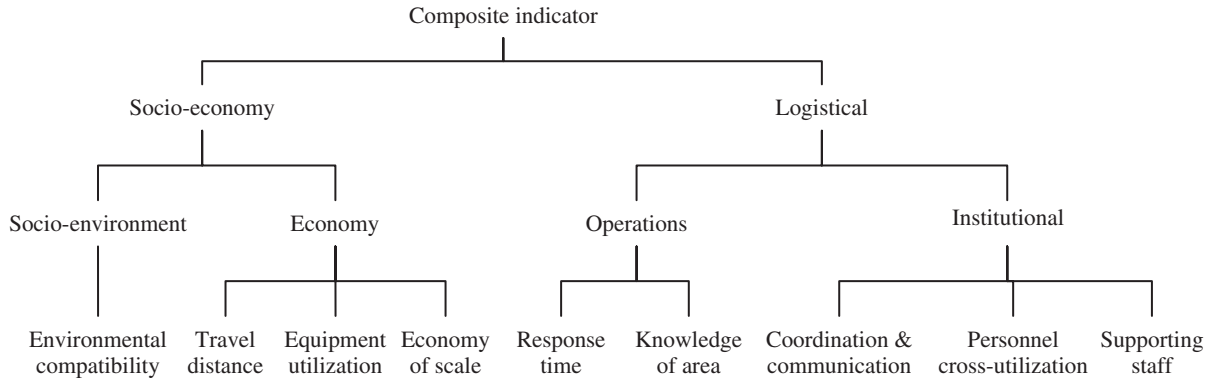 Composite indicator
Socio-economy
Logistical
Socio-environment
Economy
Operations
Institutional
Environmental
compatibility
Travel
distance
Equipment
utilization
Economy
of scale
Response
time
Knowledge
of area
Coordination &
communication
Personnel
cross-utilization
Supporting
staff